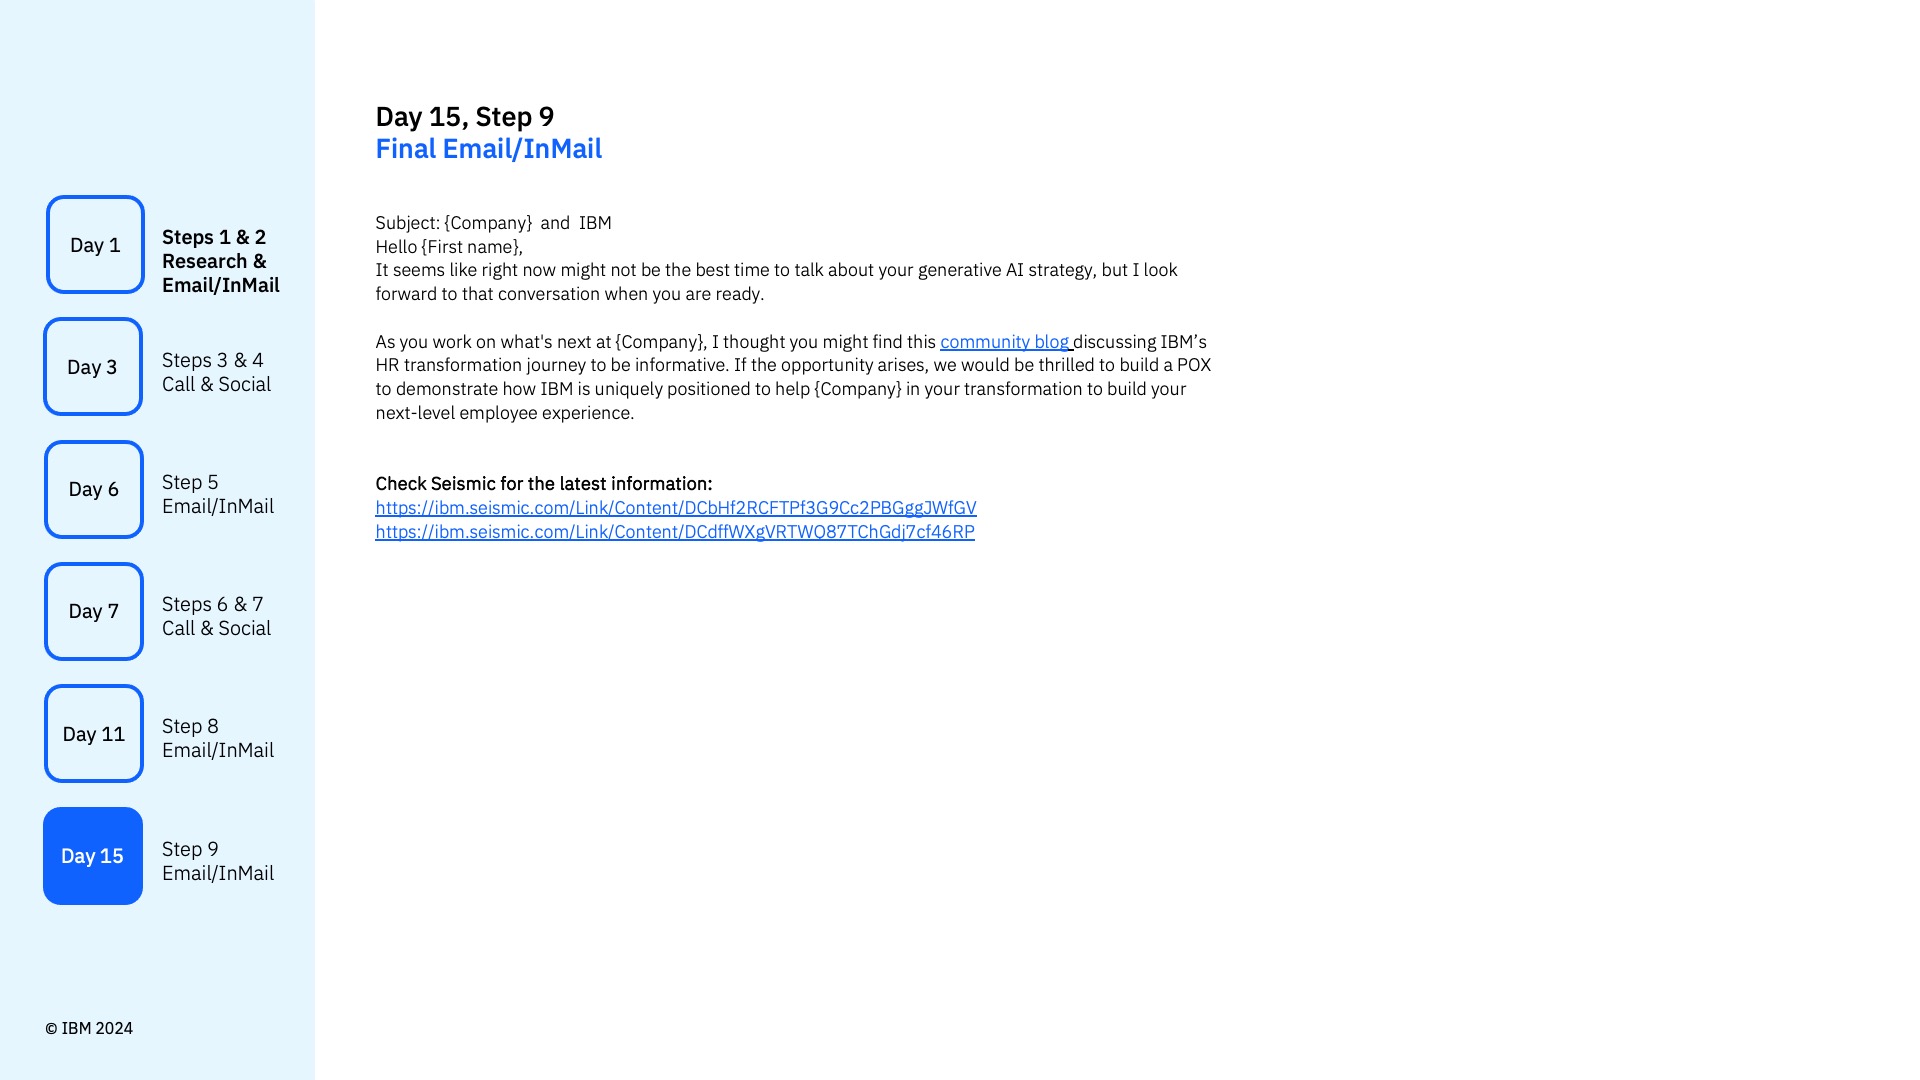 Day 15, Step 9
Final Email/InMail
Day 1
Steps 1 & 2
Research &
Email/InMail
Day 3
Steps 3 & 4
Call & Social
Day 6
Step 5
Email/InMail
Day 7
Steps 6 & 7
Call & Social
Day 11
Step 8
Email/InMail
Day 15
Step 9
Email/InMail
Subject: {Company} and IBM
Hello {First name},
It seems like right now might not be the best time to talk about your generative AI strategy, but I look
forward to that conversation when you are ready.
As you work on what's next at {Company}, I thought you might find this community blog discussing IBM’s
HR transformation journey to be informative. If the opportunity arises, we would be thrilled to build a POX
to demonstrate how IBM is uniquely positioned to help {Company} in your transformation to build your
next-level employee experience.
Check Seismic for the latest information:
https://ibm.seismic.com/Link/Content/DCbHf2RCFTPf3G9Cc2PBGggJWfGV
https://ibm.seismic.com/Link/Content/DCdffWXgVRTWQ87TChGdj7cf46RP
© IBM 2024